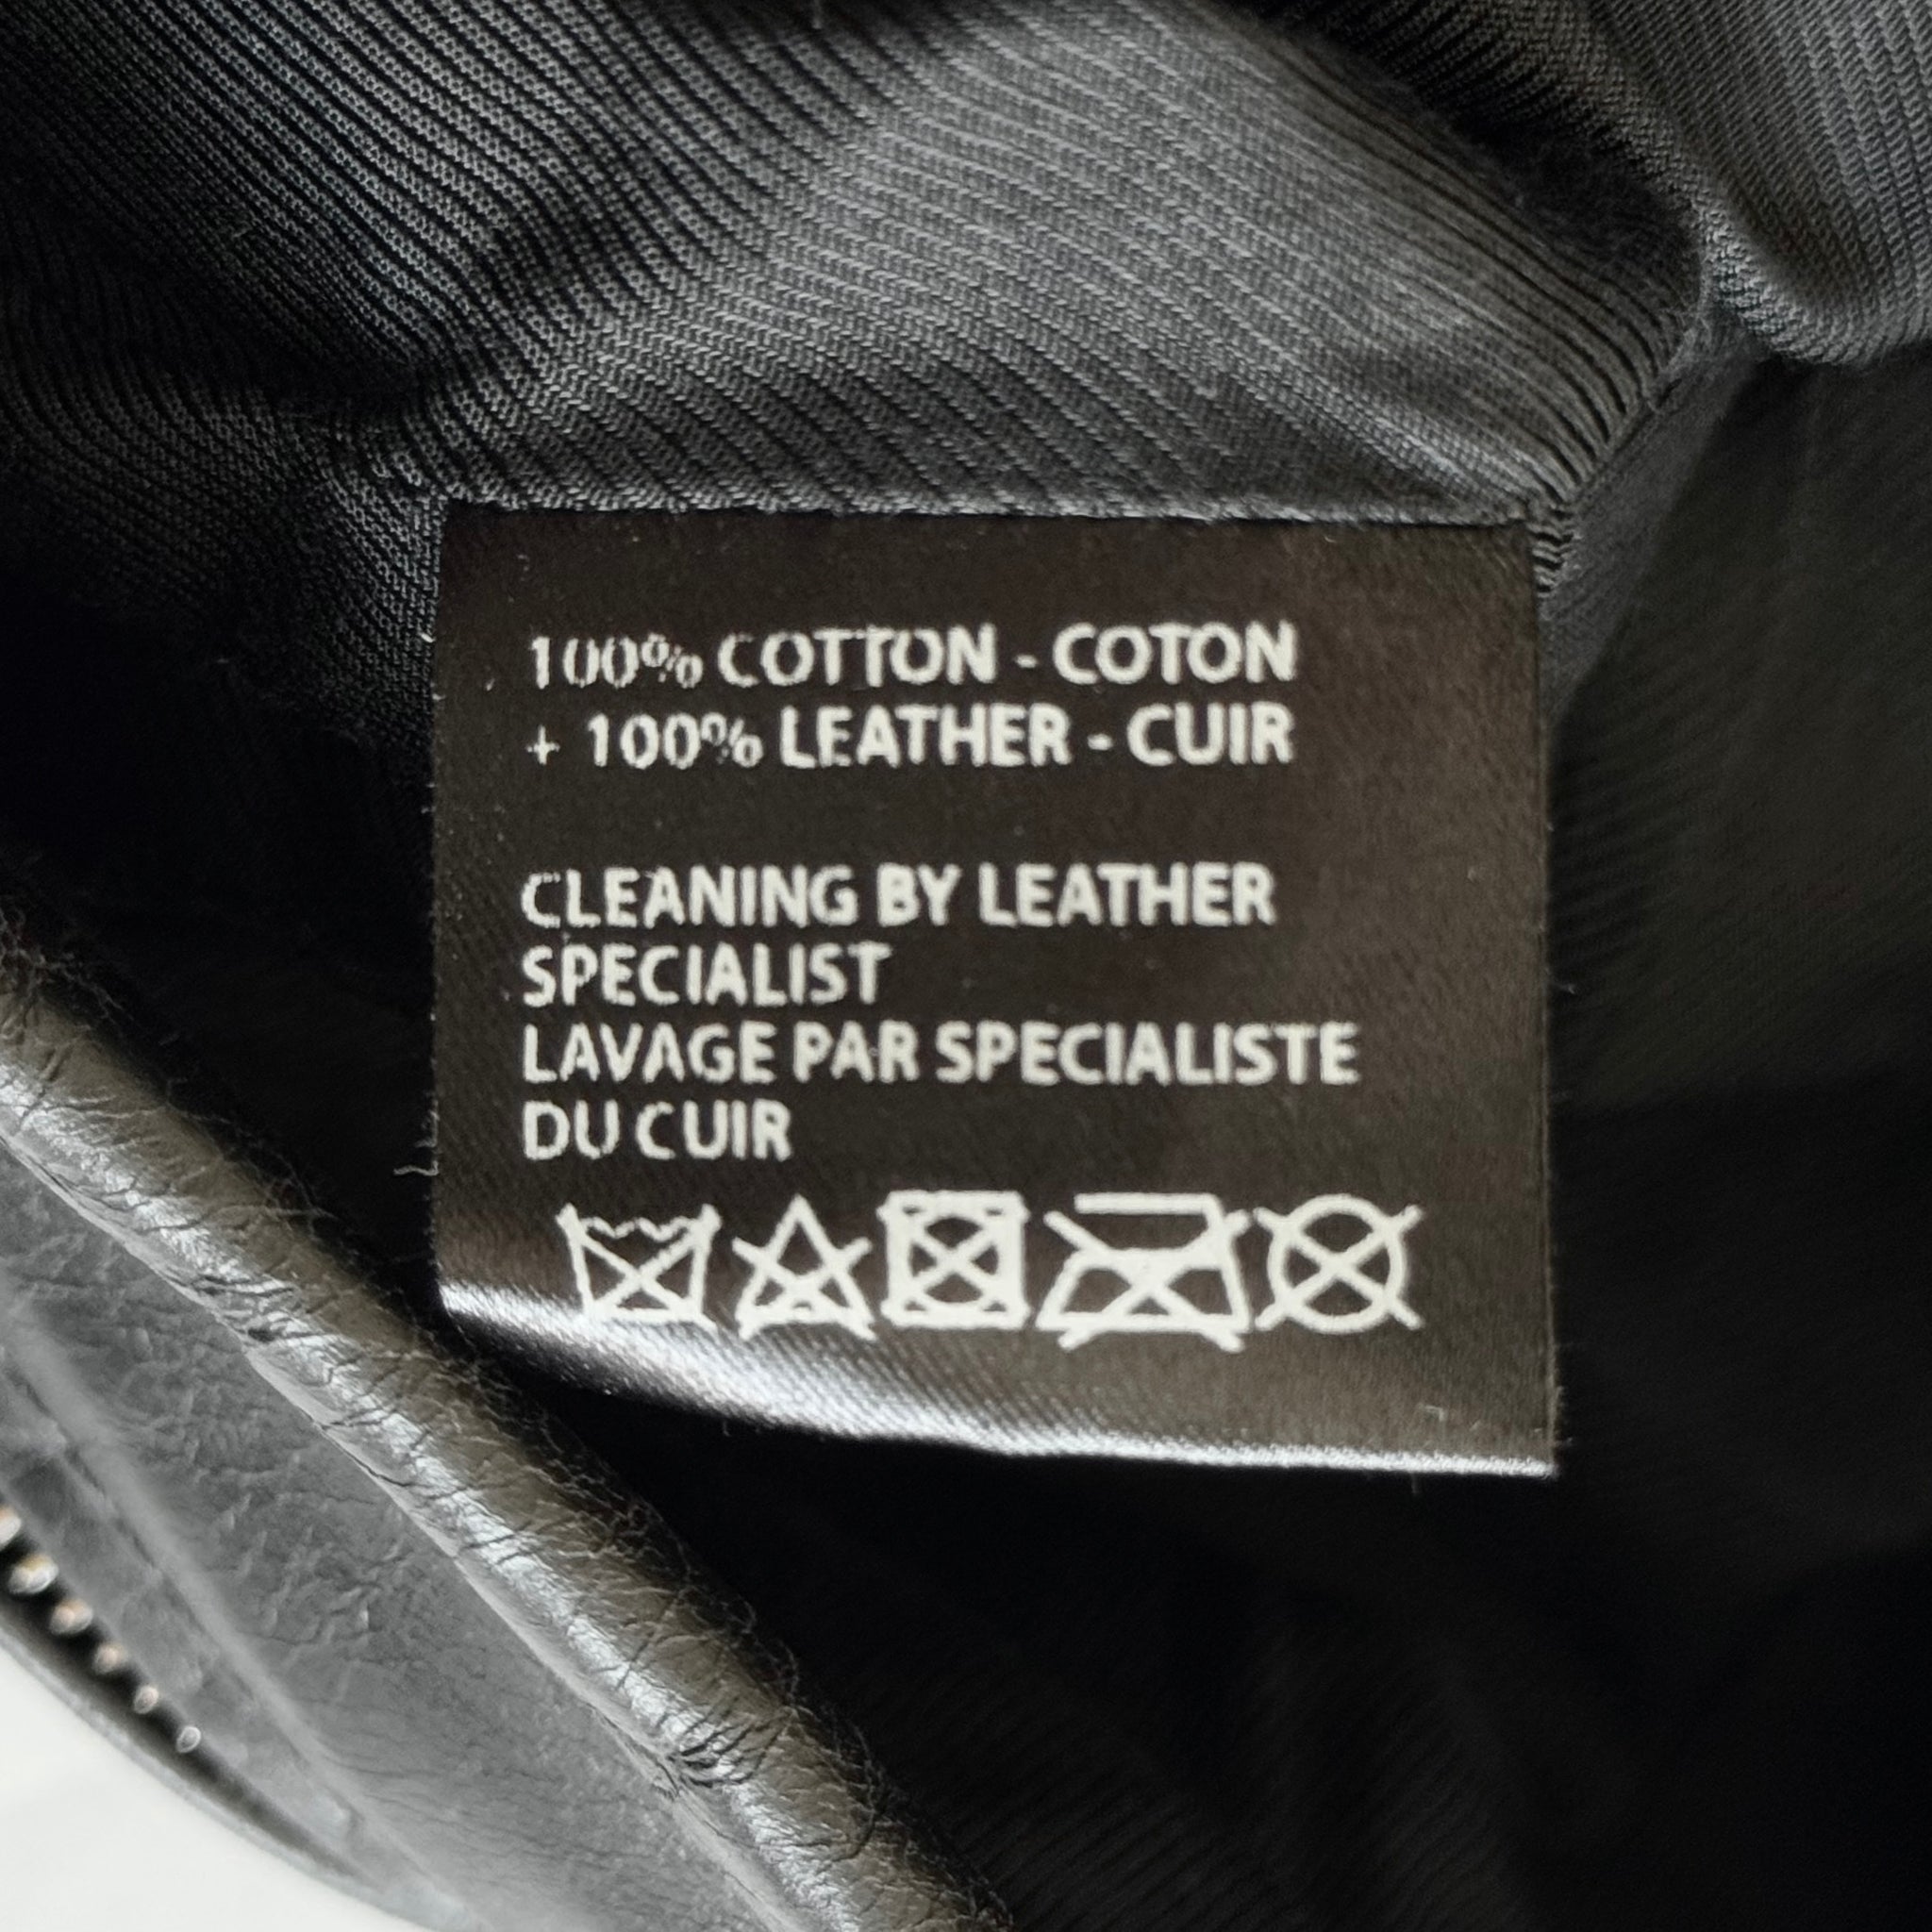 100% COTTON - COTON
+ 100% LEATHER - CUIR
CLEANING BY LEATHER
SPECIALIST
LAVAGE PAR SPECIALISTE
DU CUIR